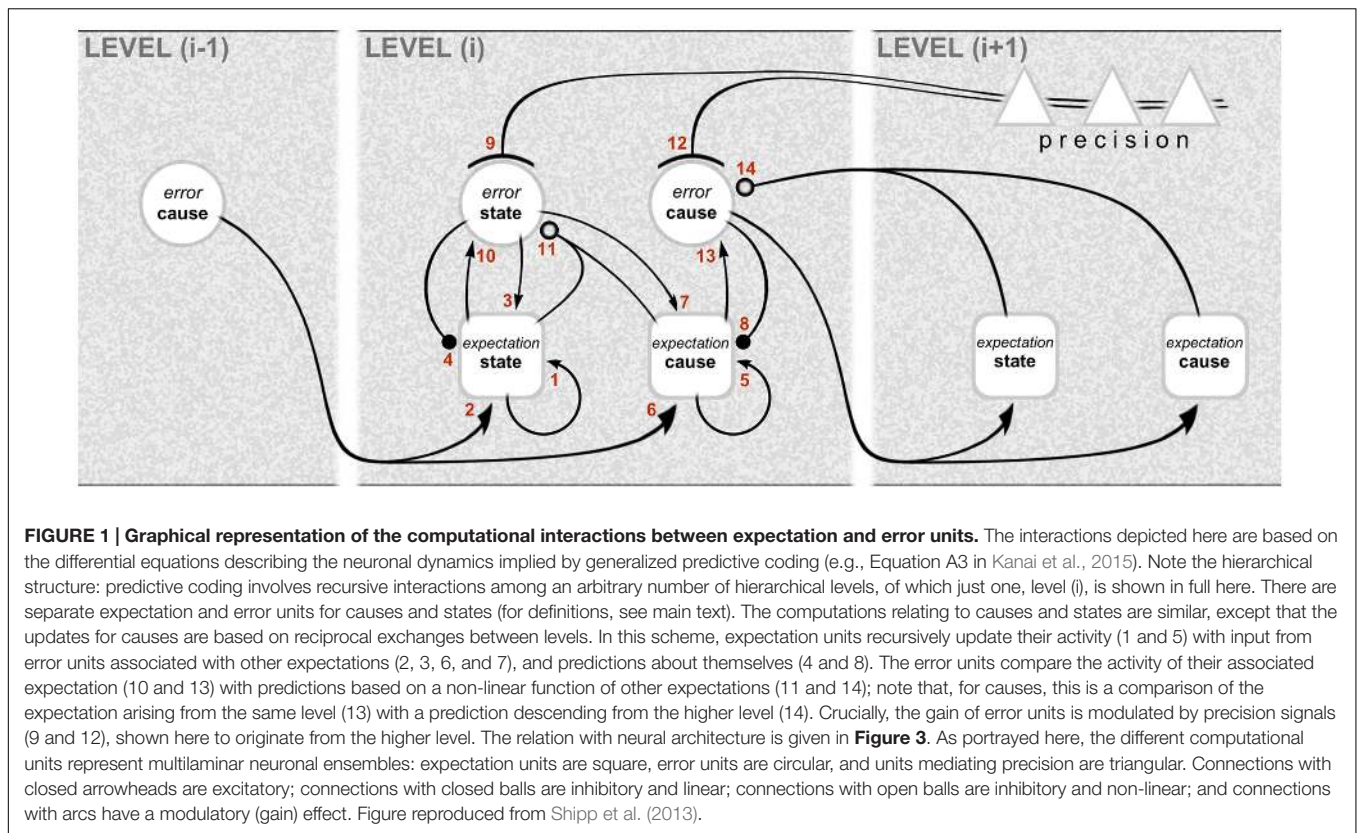 LEVEL (i-1)
LEVEL (i)
LEVEL (i+1)
precision
9
12
14
error
cause
error
state
error
cause
11
10
13
3
7
8
expectation
state
expectation
cause
expectation
state
expectation
cause
4
1
5
2
6
FIGURE 1 | Graphical representation of the computational interactions between expectation and error units. The interactions depicted here are based on
the differential equations describing the neuronal dynamics implied by generalized predictive coding (e.g., Equation A3 in Kanai et al., 2015). Note the hierarchical
structure: predictive coding involves recursive interactions among an arbitrary number of hierarchical levels, of which just one, level (i), is shown in full here. There are
separate expectation and error units for causes and states (for definitions, see main text). The computations relating to causes and states are similar, except that the
updates for causes are based on reciprocal exchanges between levels. In this scheme, expectation units recursively update their activity (1 and 5) with input from
error units associated with other expectations (2, 3, 6, and 7), and predictions about themselves (4 and 8). The error units compare the activity of their associated
expectation (10 and 13) with predictions based on a non-linear function of other expectations (11 and 14); note that, for causes, this is a comparison of the
expectation arising from the same level (13) with a prediction descending from the higher level (14). Crucially, the gain of error units is modulated by precision signals
(9 and 12), shown here to originate from the higher level. The relation with neural architecture is given in Figure 3. As portrayed here, the different computational
units represent multilaminar neuronal ensembles: expectation units are square, error units are circular, and units mediating precision are triangular. Connections with
closed arrowheads are excitatory; connections with closed balls are inhibitory and linear; connections with open balls are inhibitory and non-linear; and connections
with arcs have a modulatory (gain) effect. Figure reproduced from Shipp et al. (2013).